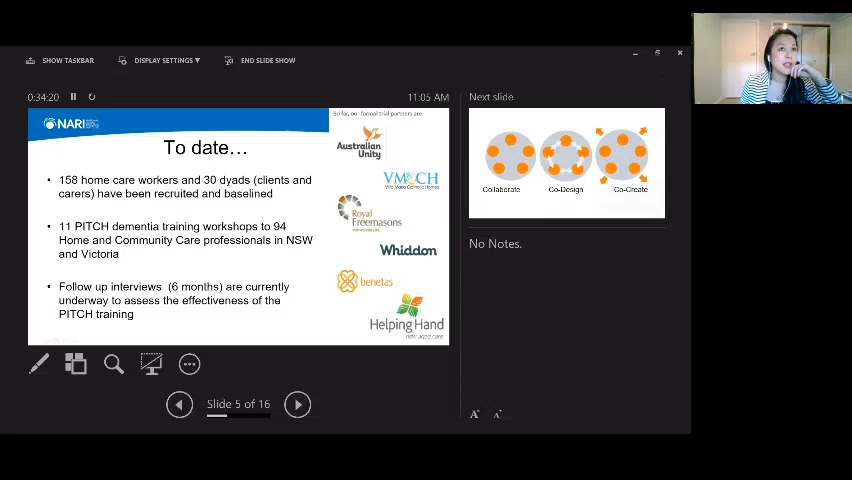 SHOW TASKBAR
DISPLAY SETTINGS ▼
END SLIDE SHOW
0:34:20
11:05 AM
NARI
To date…
• 158 home care workers and 30 dyads (clients and
carers) have been recruited and baselined
• 11 PITCH dementia training workshops to 94
Home and Community Care professionals in NSW
and Victoria
• Follow up interviews (6 months) are currently
underway to assess the effectiveness of the
PITCH training
So far, our formal trial partners are:
Australian
Unity
VMCH
Villa Maria Catholic Homes
Royal
Freemasons
Whiddon
benetas
Helping Hand
new aged care
Slide 5 of 16
Next slide
Collaborate
Co-Design
Co-Create
No Notes.
A
A